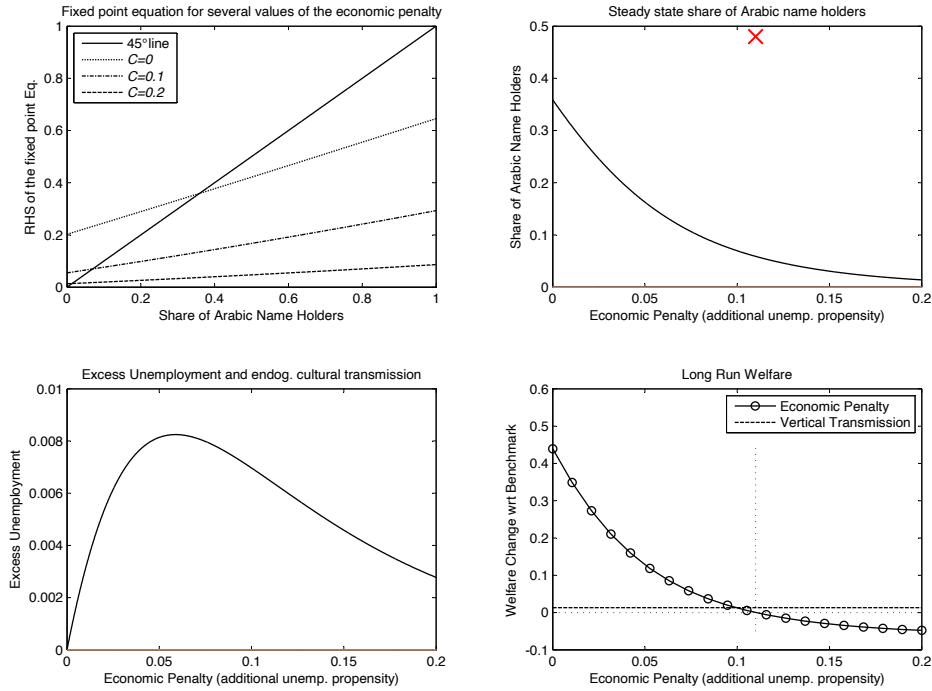 Fixed point equation for several values of the economic penalty
RHS of the fixed point Eq.
1
0.8
0.6
0.4
0.2
0
45°line
C=0
C=0.1
C=0.2
0 0.2 0.4 0.6 0.8 1
Share of Arabic Name Holders
Steady state share of Arabic name holders
Share of Arabic Name Holders
0.5
0.4
0.3
0.2
0.1
0
0 0.05 0.1 0.15 0.2
Economic Penalty (additional unemp. propensity)
Excess Unemployment and endog. cultural transmission
Excess Unemployment
0.01
0.008
0.006
0.004
0.002
0
0 0.05 0.1 0.15 0.2
Economic Penalty (additional unemp. propensity)
Long Run Welfare
Welfare Change wrt Benchmark
0.6
0.5
0.4
0.3
0.2
0.1
0
-0.1
Economic Penalty
Vertical Transmission
0 0.05 0.1 0.15 0.2
Economic Penalty (additional unemp. propensity)